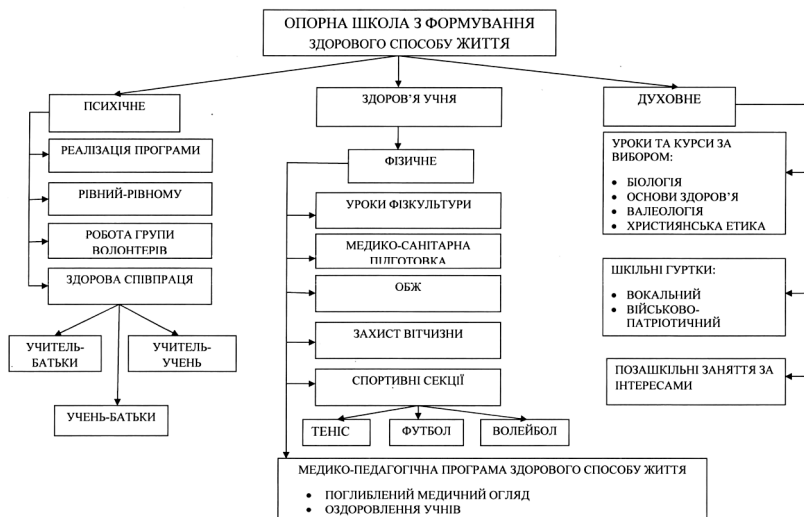 ОПОРНА ШКОЛА З ФОРМУВАННЯ
ЗДОРОВОГО СПОСОБУ ЖИТТЯ
ПСИХІЧНЕ
РЕАЛІЗАЦІЯ ПРОГРАМИ
РІВНИЙ-РІВНОМУ
РОБОТА ГРУПИ
ВОЛОНТЕРІВ
ЗДОРОВА СПІВПРАЦЯ
УЧИТЕЛЬ-
БАТЬКИ
УЧИТЕЛЬ-
УЧЕНЬ
УЧЕНЬ-БАТЬКИ
ЗДОРОВ'Я УЧНЯ
ФІЗИЧНЕ
УРОКИ ФІЗКУЛЬТУРИ
МЕДИКО-САНІТАРНА
ПІДГОТОВКА
ОБЖ
ЗАХИСТ ВІТЧИЗНИ
СПОРТИВНІ СЕКЦІЇ
ТЕНІС
ФУТБОЛ
ВОЛЕЙБОЛ
МЕДИКО-ПЕДАГОГІЧНА ПРОГРАМА ЗДОРОВОГО СПОСОБУ ЖИТТЯ
• ПОГЛИБЛЕНИЙ МЕДИЧНИЙ ОГЛЯД
• ОЗДОРОВЛЕННЯ УЧНІВ
ДУХОВНЕ
УРОКИ ТА КУРСИ ЗА
ВИБОРОМ:
• БІОЛОГІЯ
• ОСНОВИ ЗДОРОВ'Я
• ВАЛЕОЛОГІЯ
• ХРИСТИЯНСЬКА ЕТИКА
ШКІЛЬНІ ГУРТКИ:
• ВОКАЛЬНИЙ
• ВІЙСЬКОВО-
ПАТРІОТИЧНИЙ
ПОЗАШКІЛЬНІ ЗАНЯТТЯ ЗА
ІНТЕРЕСАМИ